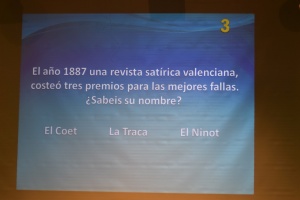 3
El año 1887 una revista satírica valenciana,
costeó tres premios para las mejores fallas.
¿Sabeis su nombre?
El Coet La Traca El Ninot